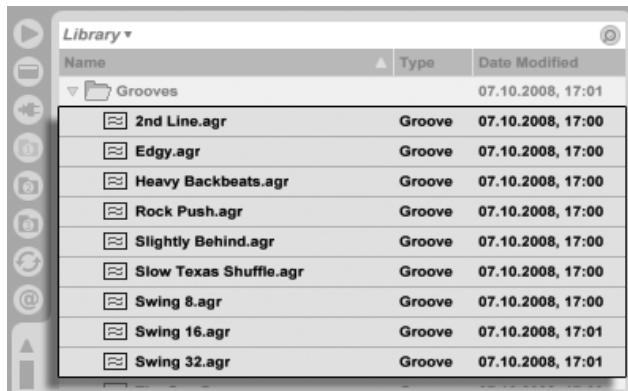 Library
Name Type Date Modified
Grooves 07.10.2008, 17:01
2nd Line.agr Groove 07.10.2008, 17:00
Edgy.agr Groove 07.10.2008, 17:00
Heavy Backbeats.agr Groove 07.10.2008, 17:00
Rock Push.agr Groove 07.10.2008, 17:00
Slightly Behind.agr Groove 07.10.2008, 17:00
Slow Texas Shuffle.agr Groove 07.10.2008, 17:00
Swing 8.agr Groove 07.10.2008, 17:00
Swing 16.agr Groove 07.10.2008, 17:01
Swing 32.agr Groove 07.10.2008, 17:01